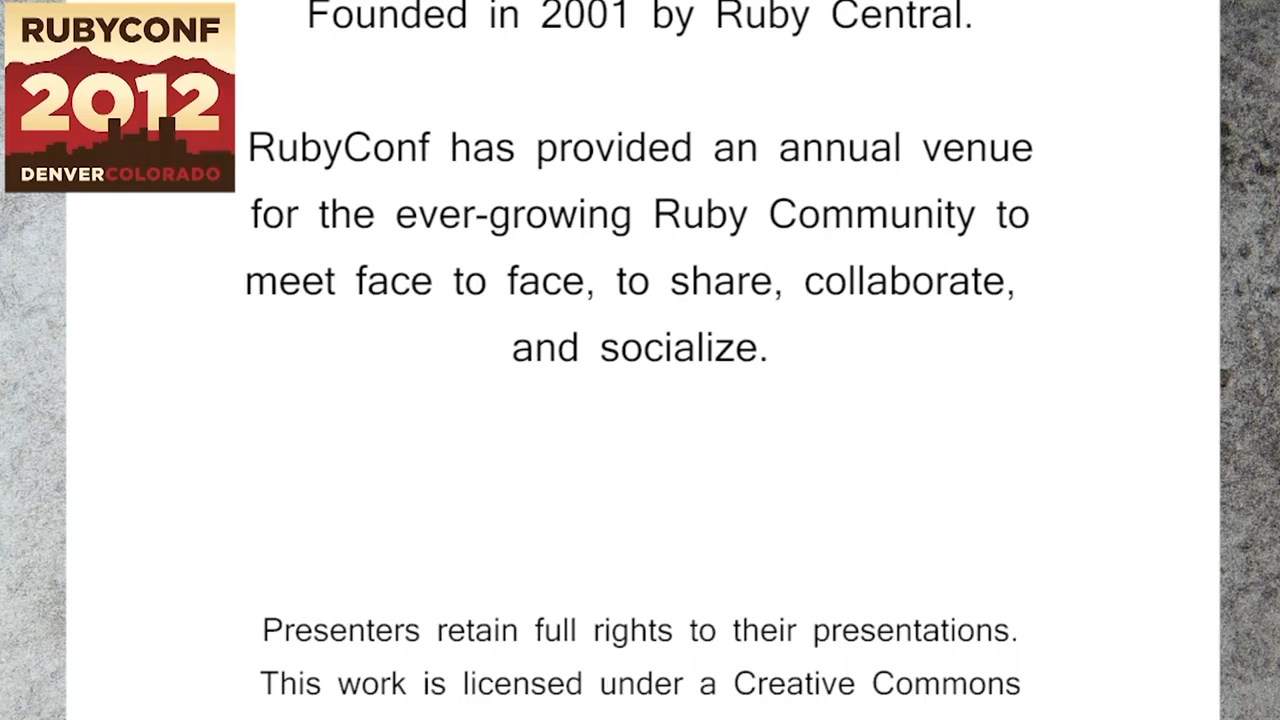 RUBYCONF
2012
DENVERCOLORADO
Founded in 2001 by Ruby Central.
RubyConf has provided an annual venue
for the ever-growing Ruby Community to
meet face to face, to share, collaborate,
and socialize.
Presenters retain full rights to their presentations.
This work is licensed under a Creative Commons